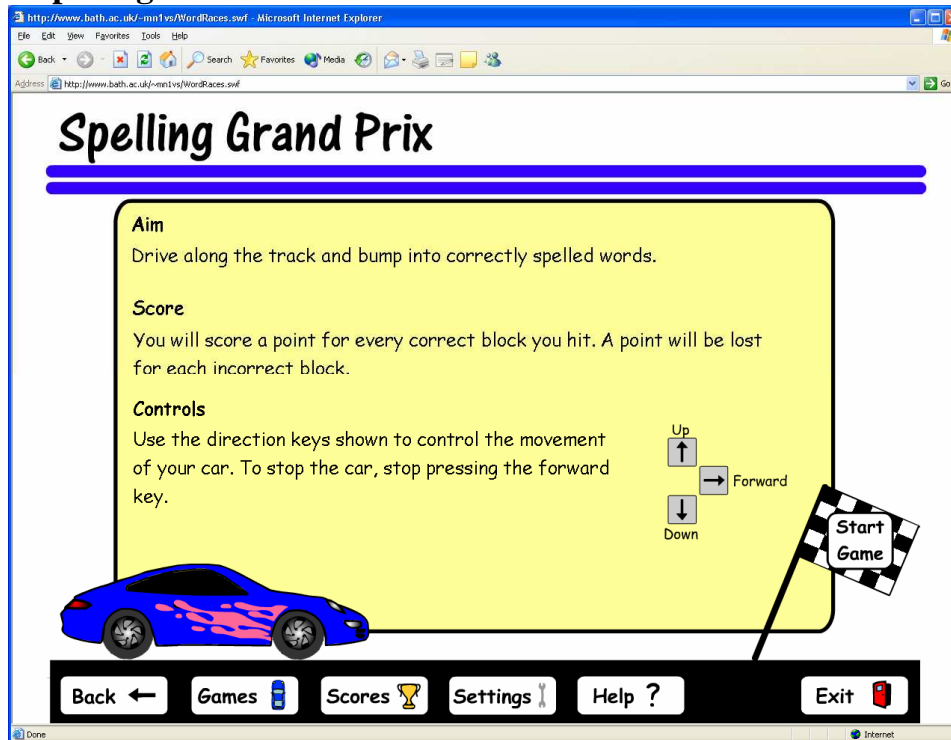 http://www.bath.ac.uk/~mn1vs/WordRaces.swf - Microsoft Internet Explorer
File Edit View Favorites Tools Help
Back Search Favorites Media
Address http://www.bath.ac.uk/~mn1vs/WordRaces.swf Go
Spelling Grand Prix
Aim
Drive along the track and bump into correctly spelled words.
Score
You will score a point for every correct block you hit. A point will be lost
for each incorrect block.
Controls
Use the direction keys shown to control the movement
of your car. To stop the car, stop pressing the forward
key.
Up
Forward
Down
Start
Game
Back Games Scores Settings Help ? Exit
Done Internet